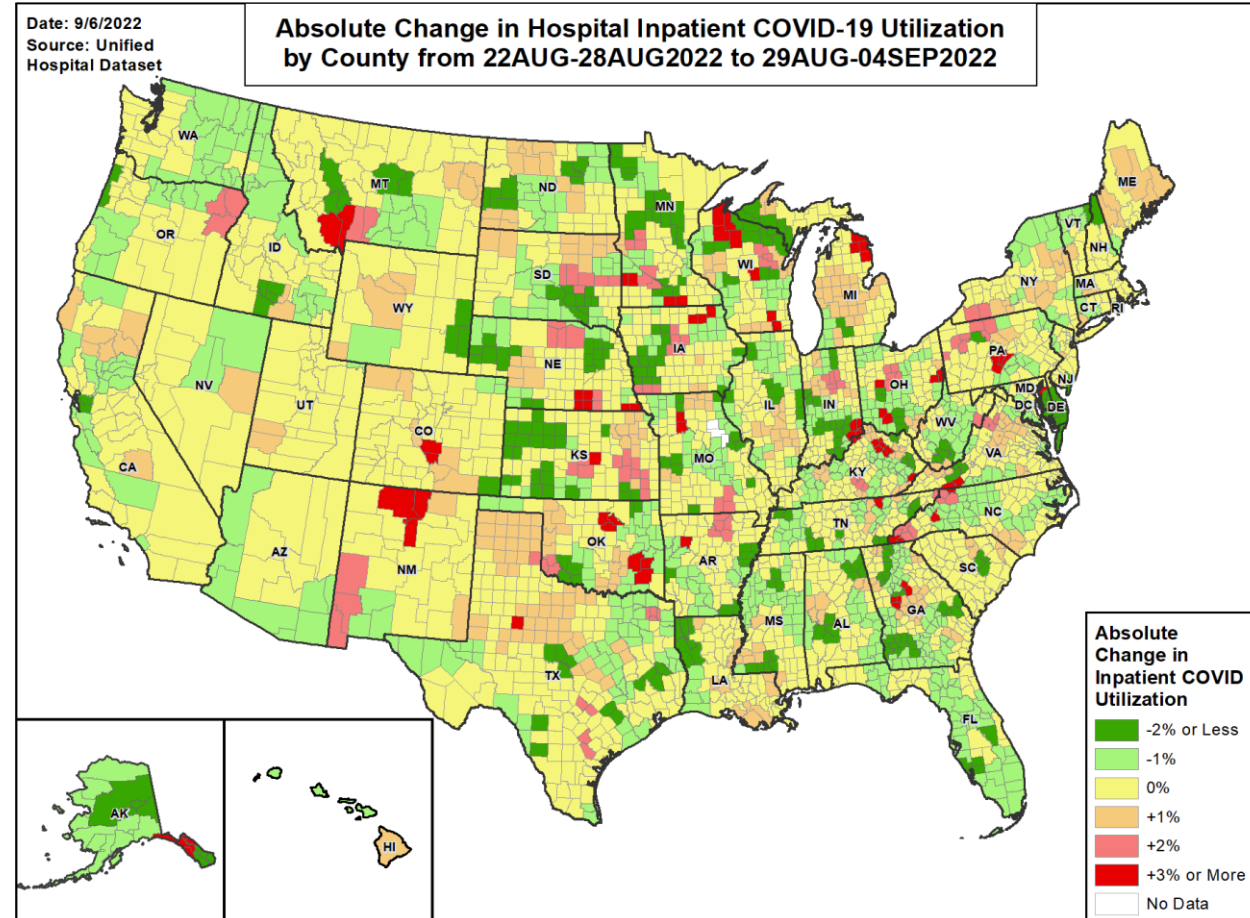 Date: 9/6/2022
Source: Unified
Hospital Dataset
Absolute Change in Hospital Inpatient COVID-19 Utilization
by County from 22AUG-28AUG2022 to 29AUG-04SEP2022
WA
MT
ND
MN
ME
OR
ID
SD
WI
MI
VT
NH
NY
MA
CT
RI
WY
IA
NE
PA
NJ
NV
UT
CO
IL
IN
OH
MD
DE
DC
WV
VA
CA
KS
MO
KY
NC
AZ
NM
OK
AR
TN
SC
MS
AL
GA
TX
LA
FL
AK
HI
Absolute
Change in
Inpatient COVID
Utilization
-2% or Less
-1%
0%
+1%
+2%
+3% or More
No Data